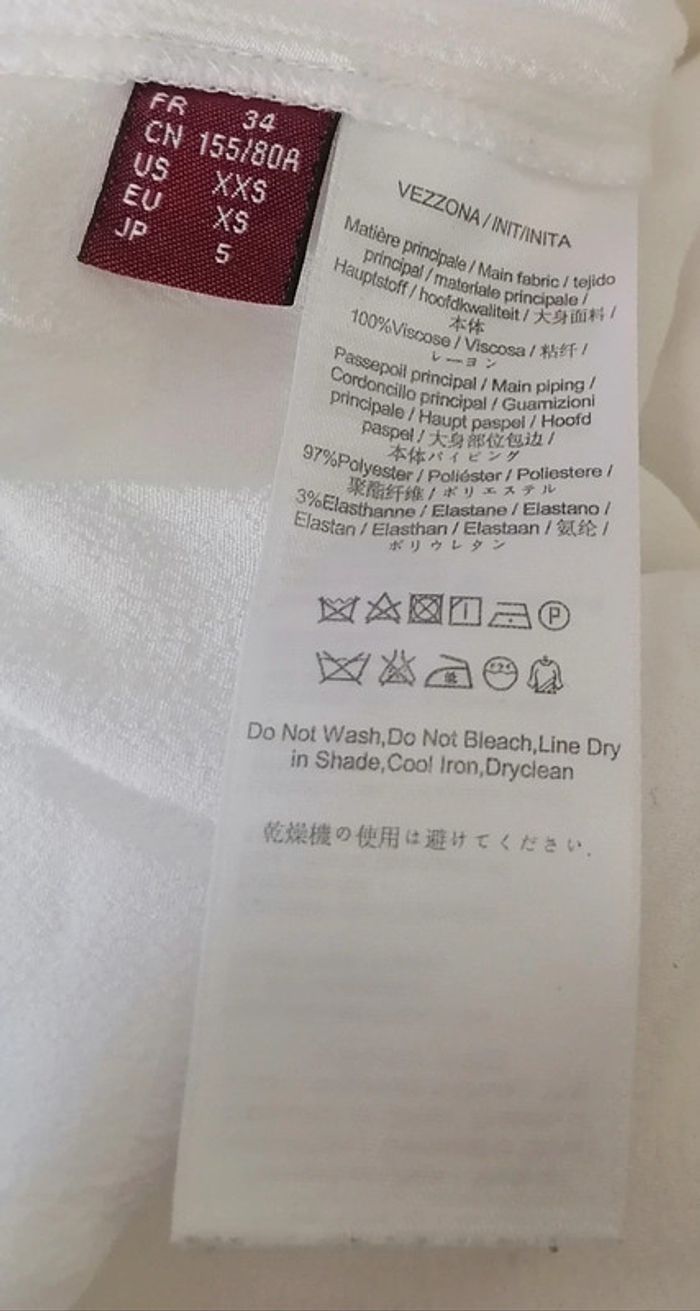 FR 34
CN 155/80A
US XXS
EU XS
JP 5
VEZZONA / INIT/INITA
Matière principale / Main fabric / tejido
principal / materiale principale /
Hauptstoff / hoofdkwaliteit / 大身面料 /
本体
100%Viscose / Viscosa / 粘纤 /
レーヨン
Passepoil principal / Main piping /
Cordoncillo principal / Guarnizioni
principale / Haupt paspel / Hoofd
paspel / 大身部位包边 /
本体パイピング
97%Polyester / Poliéster / Poliestere /
聚酯纤维 / ポリエステル
3%Elasthanne / Elastane / Elastano /
Elastan / Elasthan / Elastaan / 氨纶 /
ポリウレタン
P
低
Do Not Wash,Do Not Bleach,Line Dry
in Shade,Cool Iron,Dryclean
乾燥機の使用は避けてください.